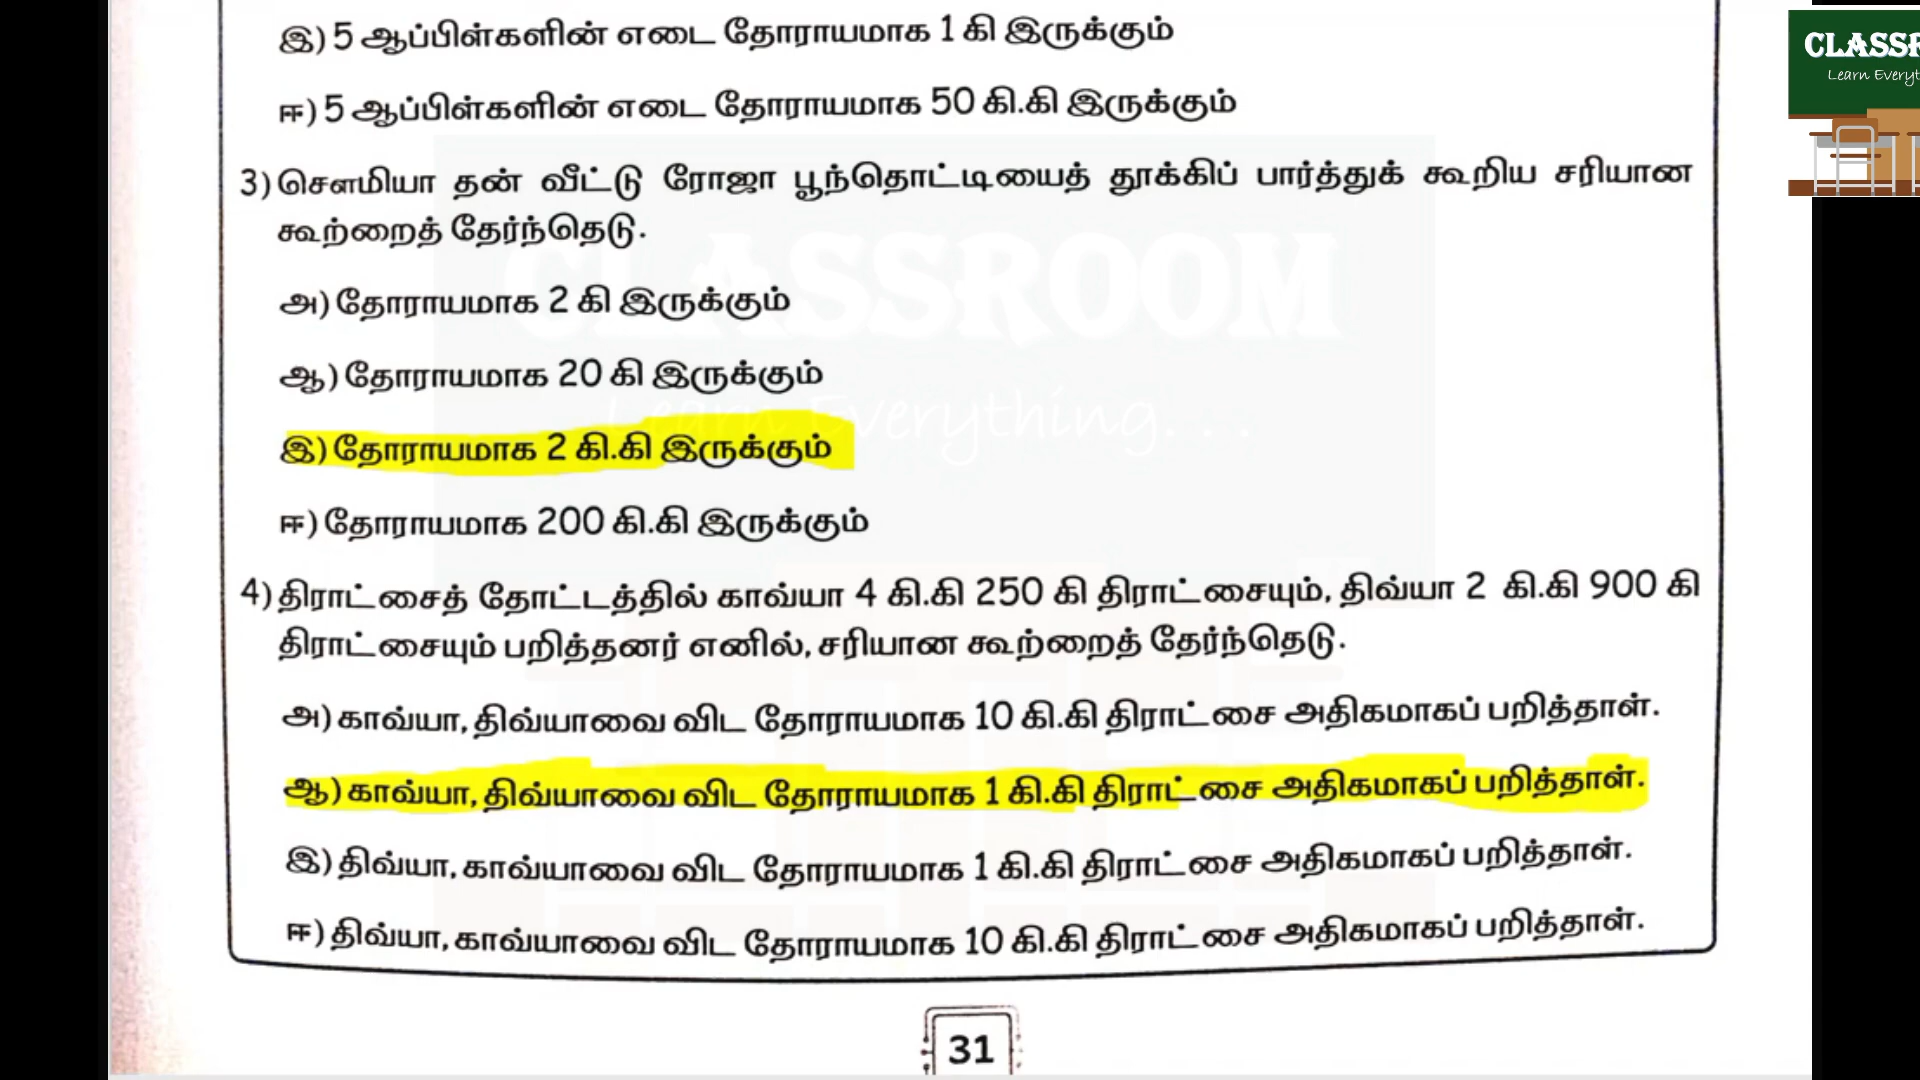 இ) 5 ஆப்பிள்களின் எடை தோராயமாக 1 கி இருக்கும்
ஈ) 5 ஆப்பிள்களின் எடை தோராயமாக 50 கி.கி இருக்கும்
3) சௌமியா தன் வீட்டு ரோஜா பூந்தொட்டியைத் தூக்கிப் பார்த்துக் கூறிய சரியான
கூற்றைத் தேர்ந்தெடு.
அ) தோராயமாக 2 கி இருக்கும்
ஆ) தோராயமாக 20 கி இருக்கும்
இ) தோராயமாக 2 கி.கி இருக்கும்
ஈ) தோராயமாக 200 கி.கி இருக்கும்
4) திராட்சைத் தோட்டத்தில் காவ்யா 4 கி.கி 250 கி திராட்சையும், திவ்யா 2 கி.கி 900 கி
திராட்சையும் பறித்தனர் எனில், சரியான கூற்றைத் தேர்ந்தெடு.
அ) காவ்யா, திவ்யாவை விட தோராயமாக 10 கி.கி திராட்சை அதிகமாகப் பறித்தாள்.
ஆ) காவ்யா, திவ்யாவை விட தோராயமாக 1 கி.கி திராட்சை அதிகமாகப் பறித்தாள்.
இ) திவ்யா, காவ்யாவை விட தோராயமாக 1 கி.கி திராட்சை அதிகமாகப் பறித்தாள்.
ஈ) திவ்யா, காவ்யாவை விட தோராயமாக 10 கி.கி திராட்சை அதிகமாகப் பறித்தாள்.
31
CLASSROOM
Learn Everything...
CLASSR
Learn Everyt